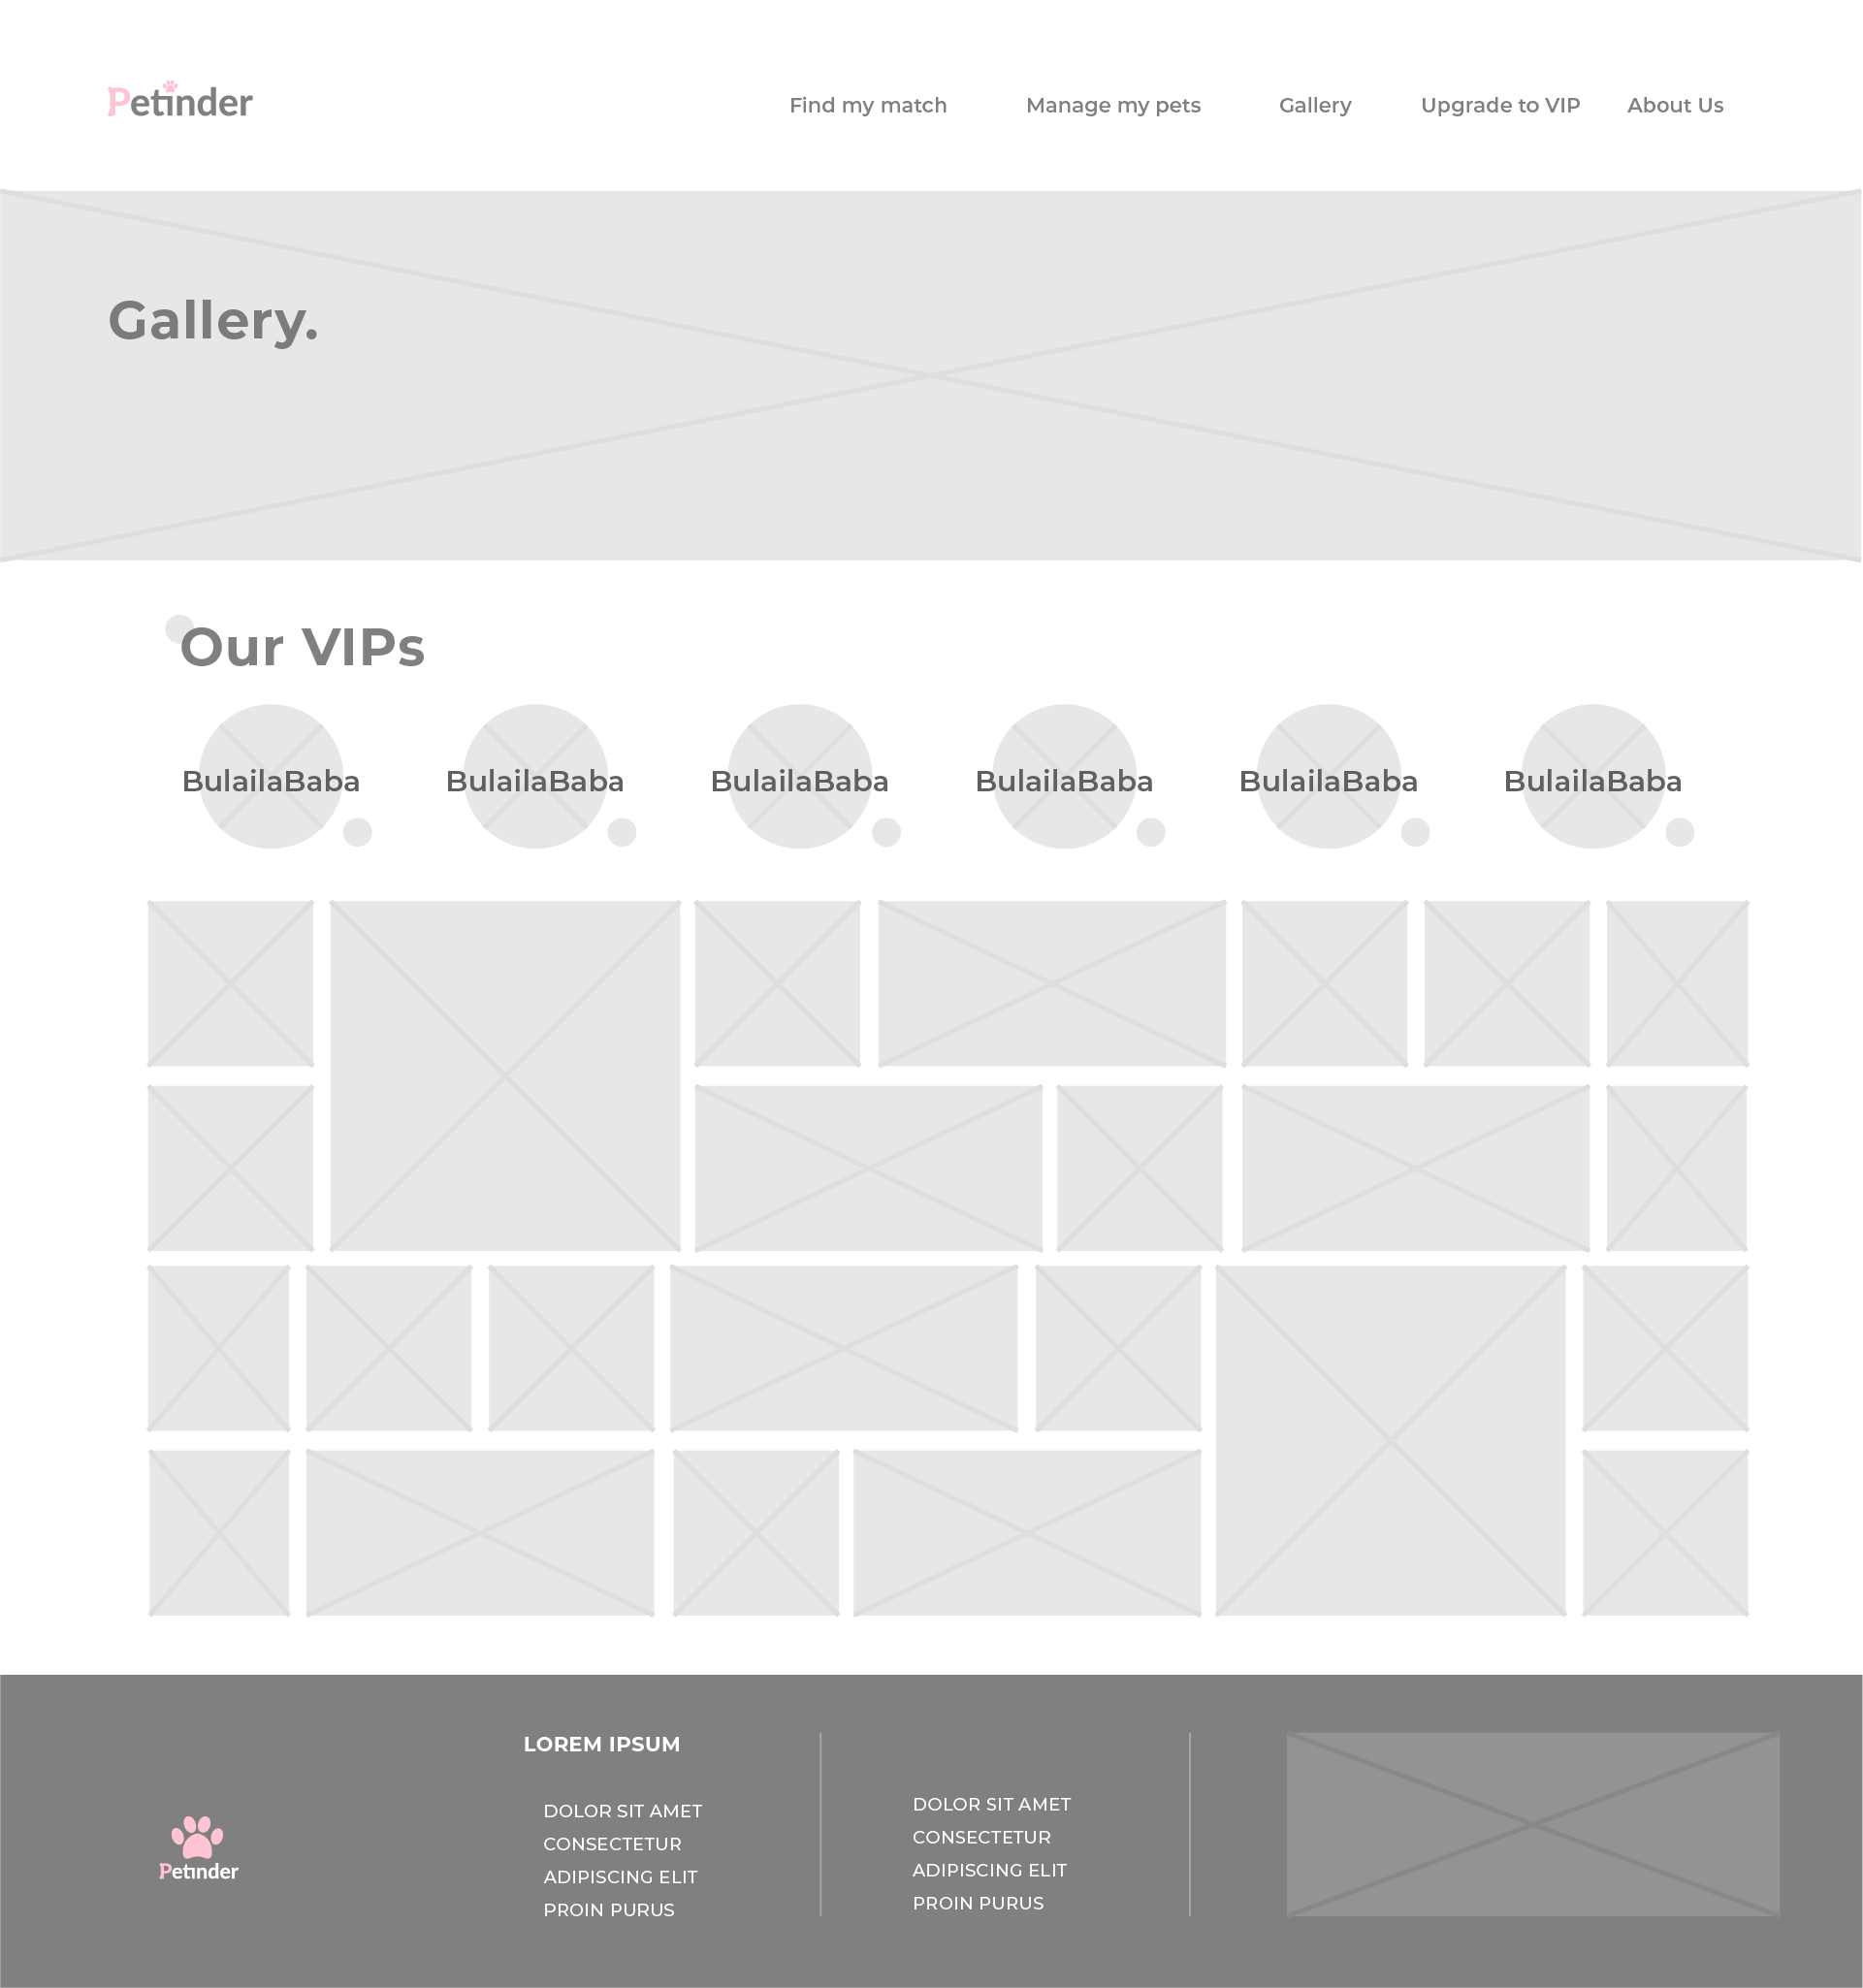 Petinder
Find my match Manage my pets Gallery Upgrade to VIP About Us
Gallery.
Our VIPs
BulailaBaba BulailaBaba BulailaBaba BulailaBaba BulailaBaba BulailaBaba
LOREM IPSUM
DOLOR SIT AMET
CONSECTETUR
ADIPISCING ELIT
PROIN PURUS
DOLOR SIT AMET
CONSECTETUR
ADIPISCING ELIT
PROIN PURUS
Petinder